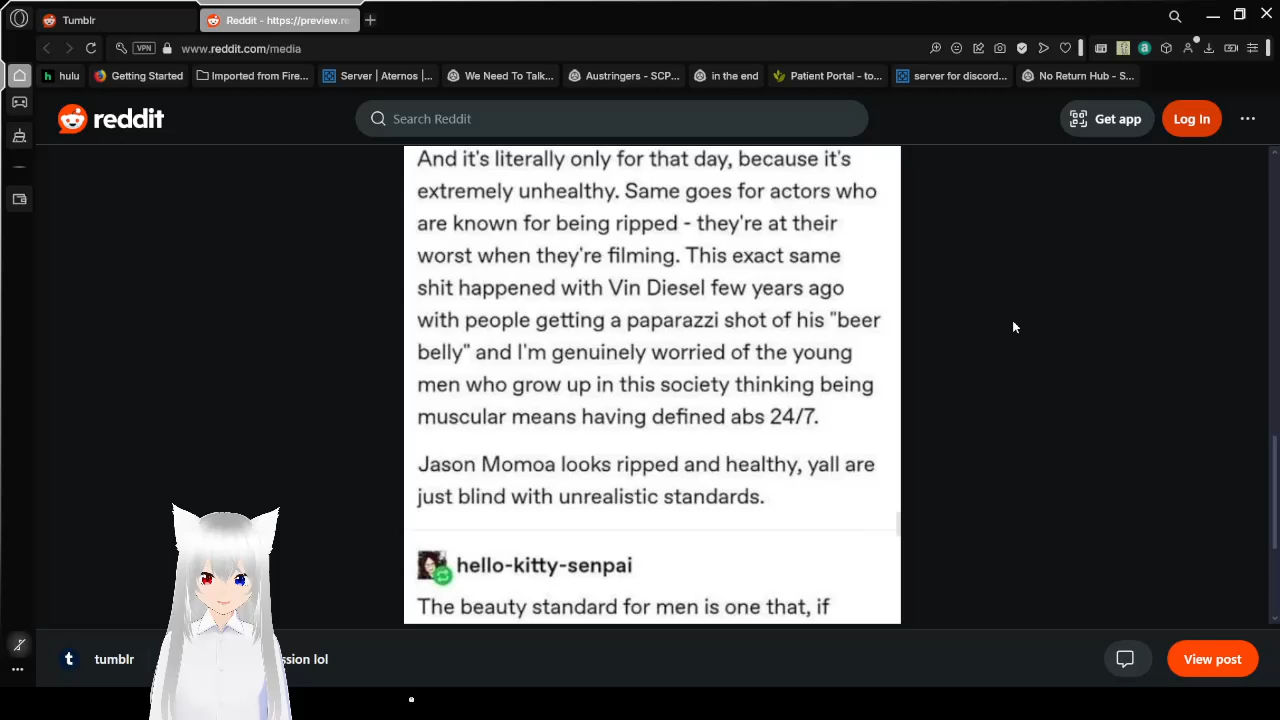 Tumblr
Reddit - https://preview.re
VPN
www.reddit.com/media
h hulu
Getting Started
Imported from Fire...
Server | Aternos |...
We Need To Talk...
Austringers - SCP...
in the end
Patient Portal - to...
server for discord...
No Return Hub - S...
reddit
Search Reddit
Get app
Log In
And it's literally only for that day, because it's
extremely unhealthy. Same goes for actors who
are known for being ripped - they're at their
worst when they're filming. This exact same
shit happened with Vin Diesel few years ago
with people getting a paparazzi shot of his "beer
belly" and I'm genuinely worried of the young
men who grow up in this society thinking being
muscular means having defined abs 24/7.
Jason Momoa looks ripped and healthy, yall are
just blind with unrealistic standards.
hello-kitty-senpai
The beauty standard for men is one that, if
t tumblr
ssion lol
View post